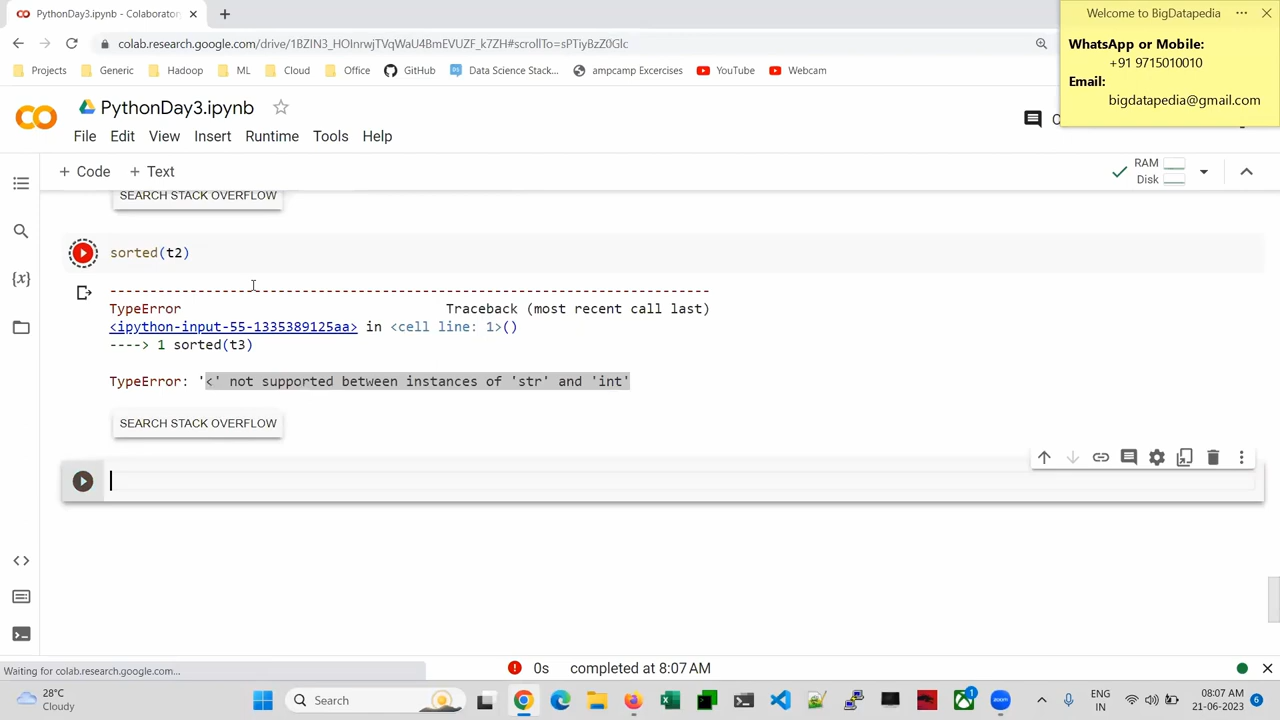 PythonDay3.ipynb - Colaborator
Welcome to BigDatapedia
colab.research.google.com/drive/1BZIN3_HOInrwjTVqWaU4BmEVUZF_k7ZH#scrollTo=sPTiyBzZ0Glc
WhatsApp or Mobile:
+91 9715010010
Email:
bigdatapedia@gmail.com
Projects Generic Hadoop ML Cloud Office GitHub Data Science Stack... ampcamp Excercises YouTube Webcam
PythonDay3.ipynb
File Edit View Insert Runtime Tools Help
+ Code + Text
RAM
Disk
SEARCH STACK OVERFLOW
sorted(t2)
---------------------------------------------------------------------------
TypeError Traceback (most recent call last)
<ipython-input-55-1335389125aa> in <cell line: 1>()
----> 1 sorted(t3)
TypeError: '<' not supported between instances of 'str' and 'int'
SEARCH STACK OVERFLOW
0s completed at 8:07 AM
Waiting for colab.research.google.com...
28°C
Cloudy
Search
1
ENG
IN
08:07 AM
21-06-2023
6